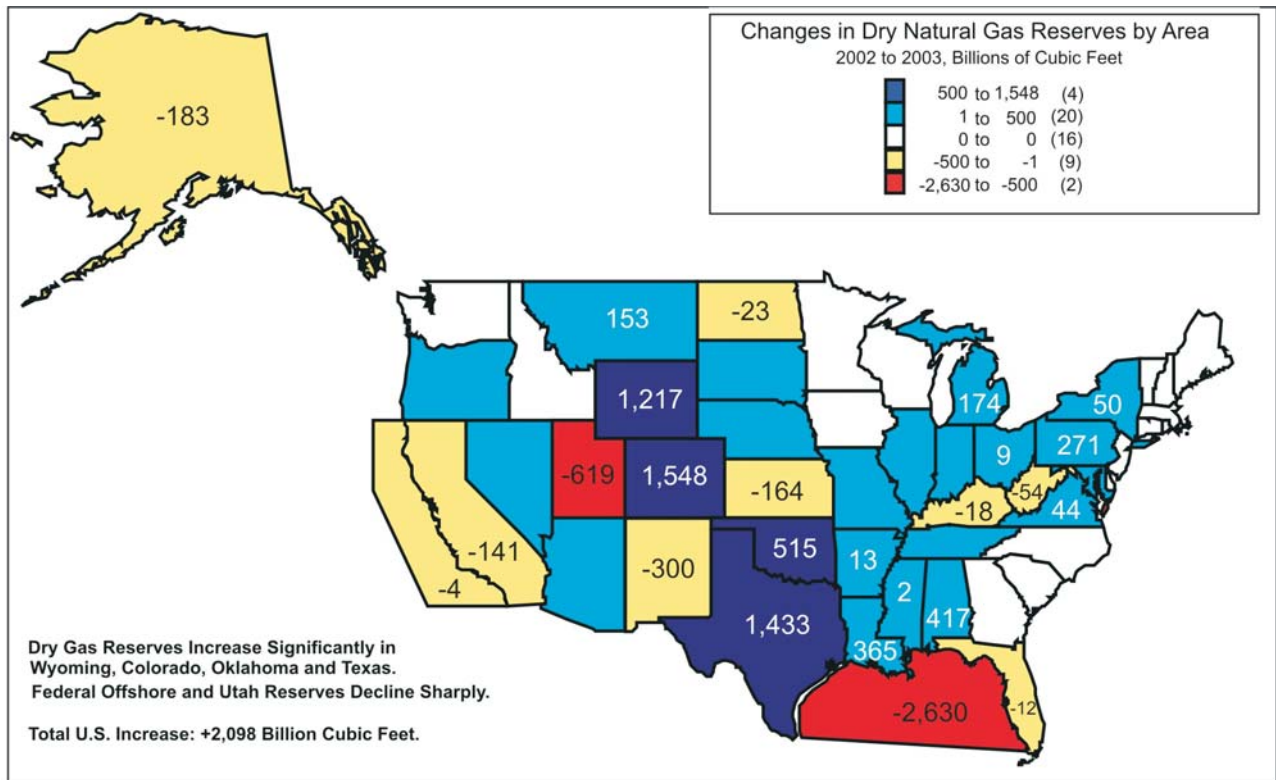 Changes in Dry Natural Gas Reserves by Area
2002 to 2003, Billions of Cubic Feet
500 to 1,548 (4)
1 to 500 (20)
0 to 0 (16)
-500 to -1 (9)
-2,630 to -500 (2)
-183
153
-23
1,217
174
50
-619
1,548
-164
9
271
-54
-18
44
-141
-4
-300
515
13
2
417
1,433
365
-2,630
-12
Dry Gas Reserves Increase Significantly in
Wyoming, Colorado, Oklahoma and Texas.
Federal Offshore and Utah Reserves Decline Sharply.
Total U.S. Increase: +2,098 Billion Cubic Feet.